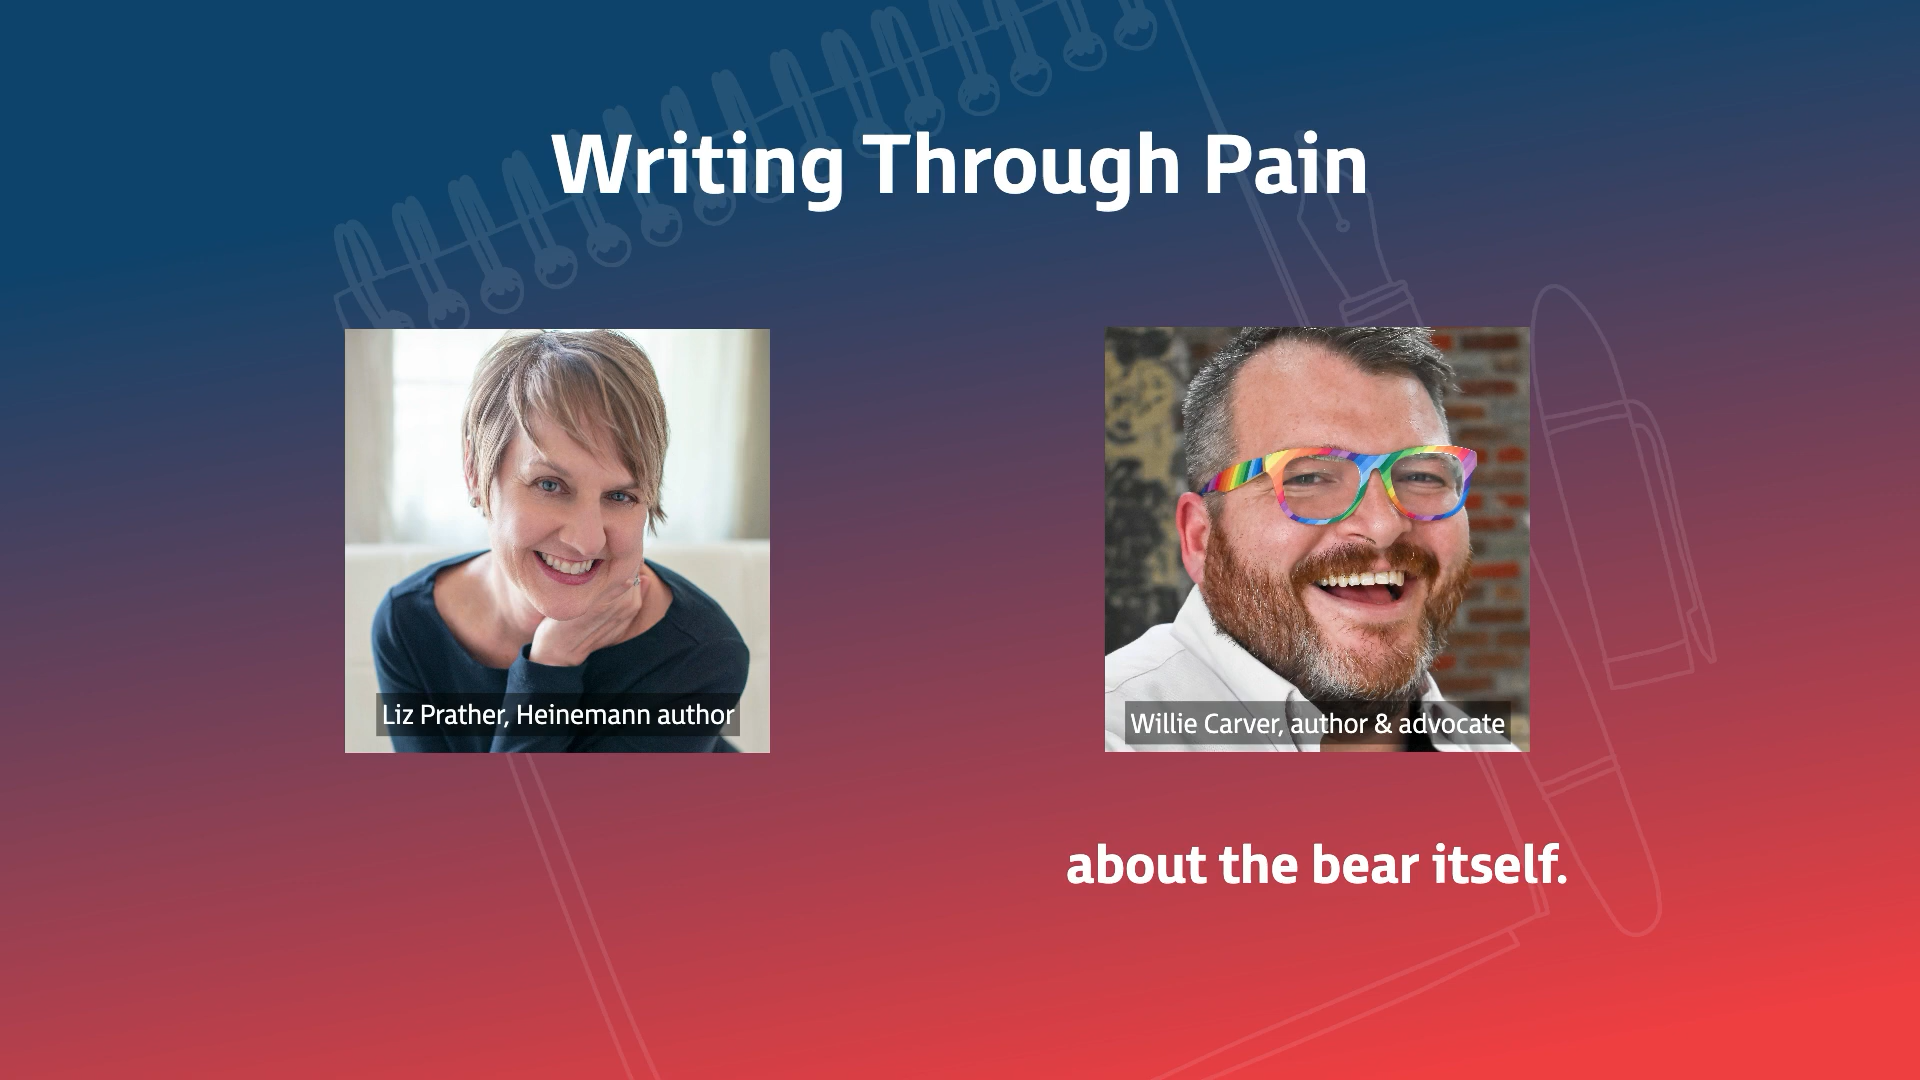 Writing Through Pain
Liz Prather, Heinemann author
Willie Carver, author & advocate
about the bear itself.